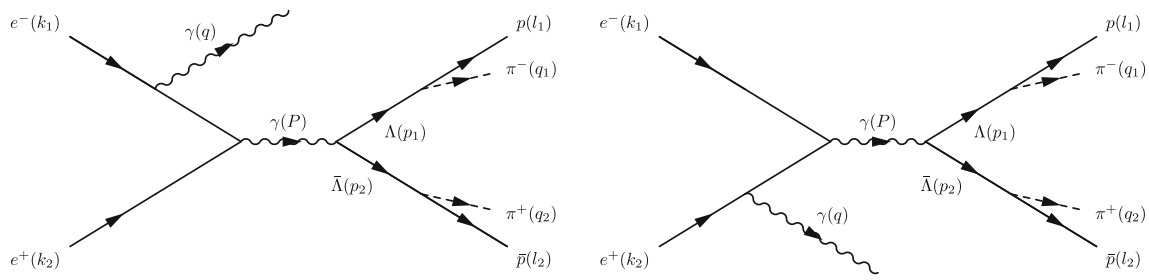 e⁻(k₁)
γ(q)
p(l₁)
π⁻(q₁)
γ(P)
Λ(p₁)
Λ̄(p₂)
π⁺(q₂)
e⁺(k₂)
p̄(l₂)
e⁻(k₁)
p(l₁)
π⁻(q₁)
γ(P)
Λ(p₁)
Λ̄(p₂)
π⁺(q₂)
γ(q)
e⁺(k₂)
p̄(l₂)